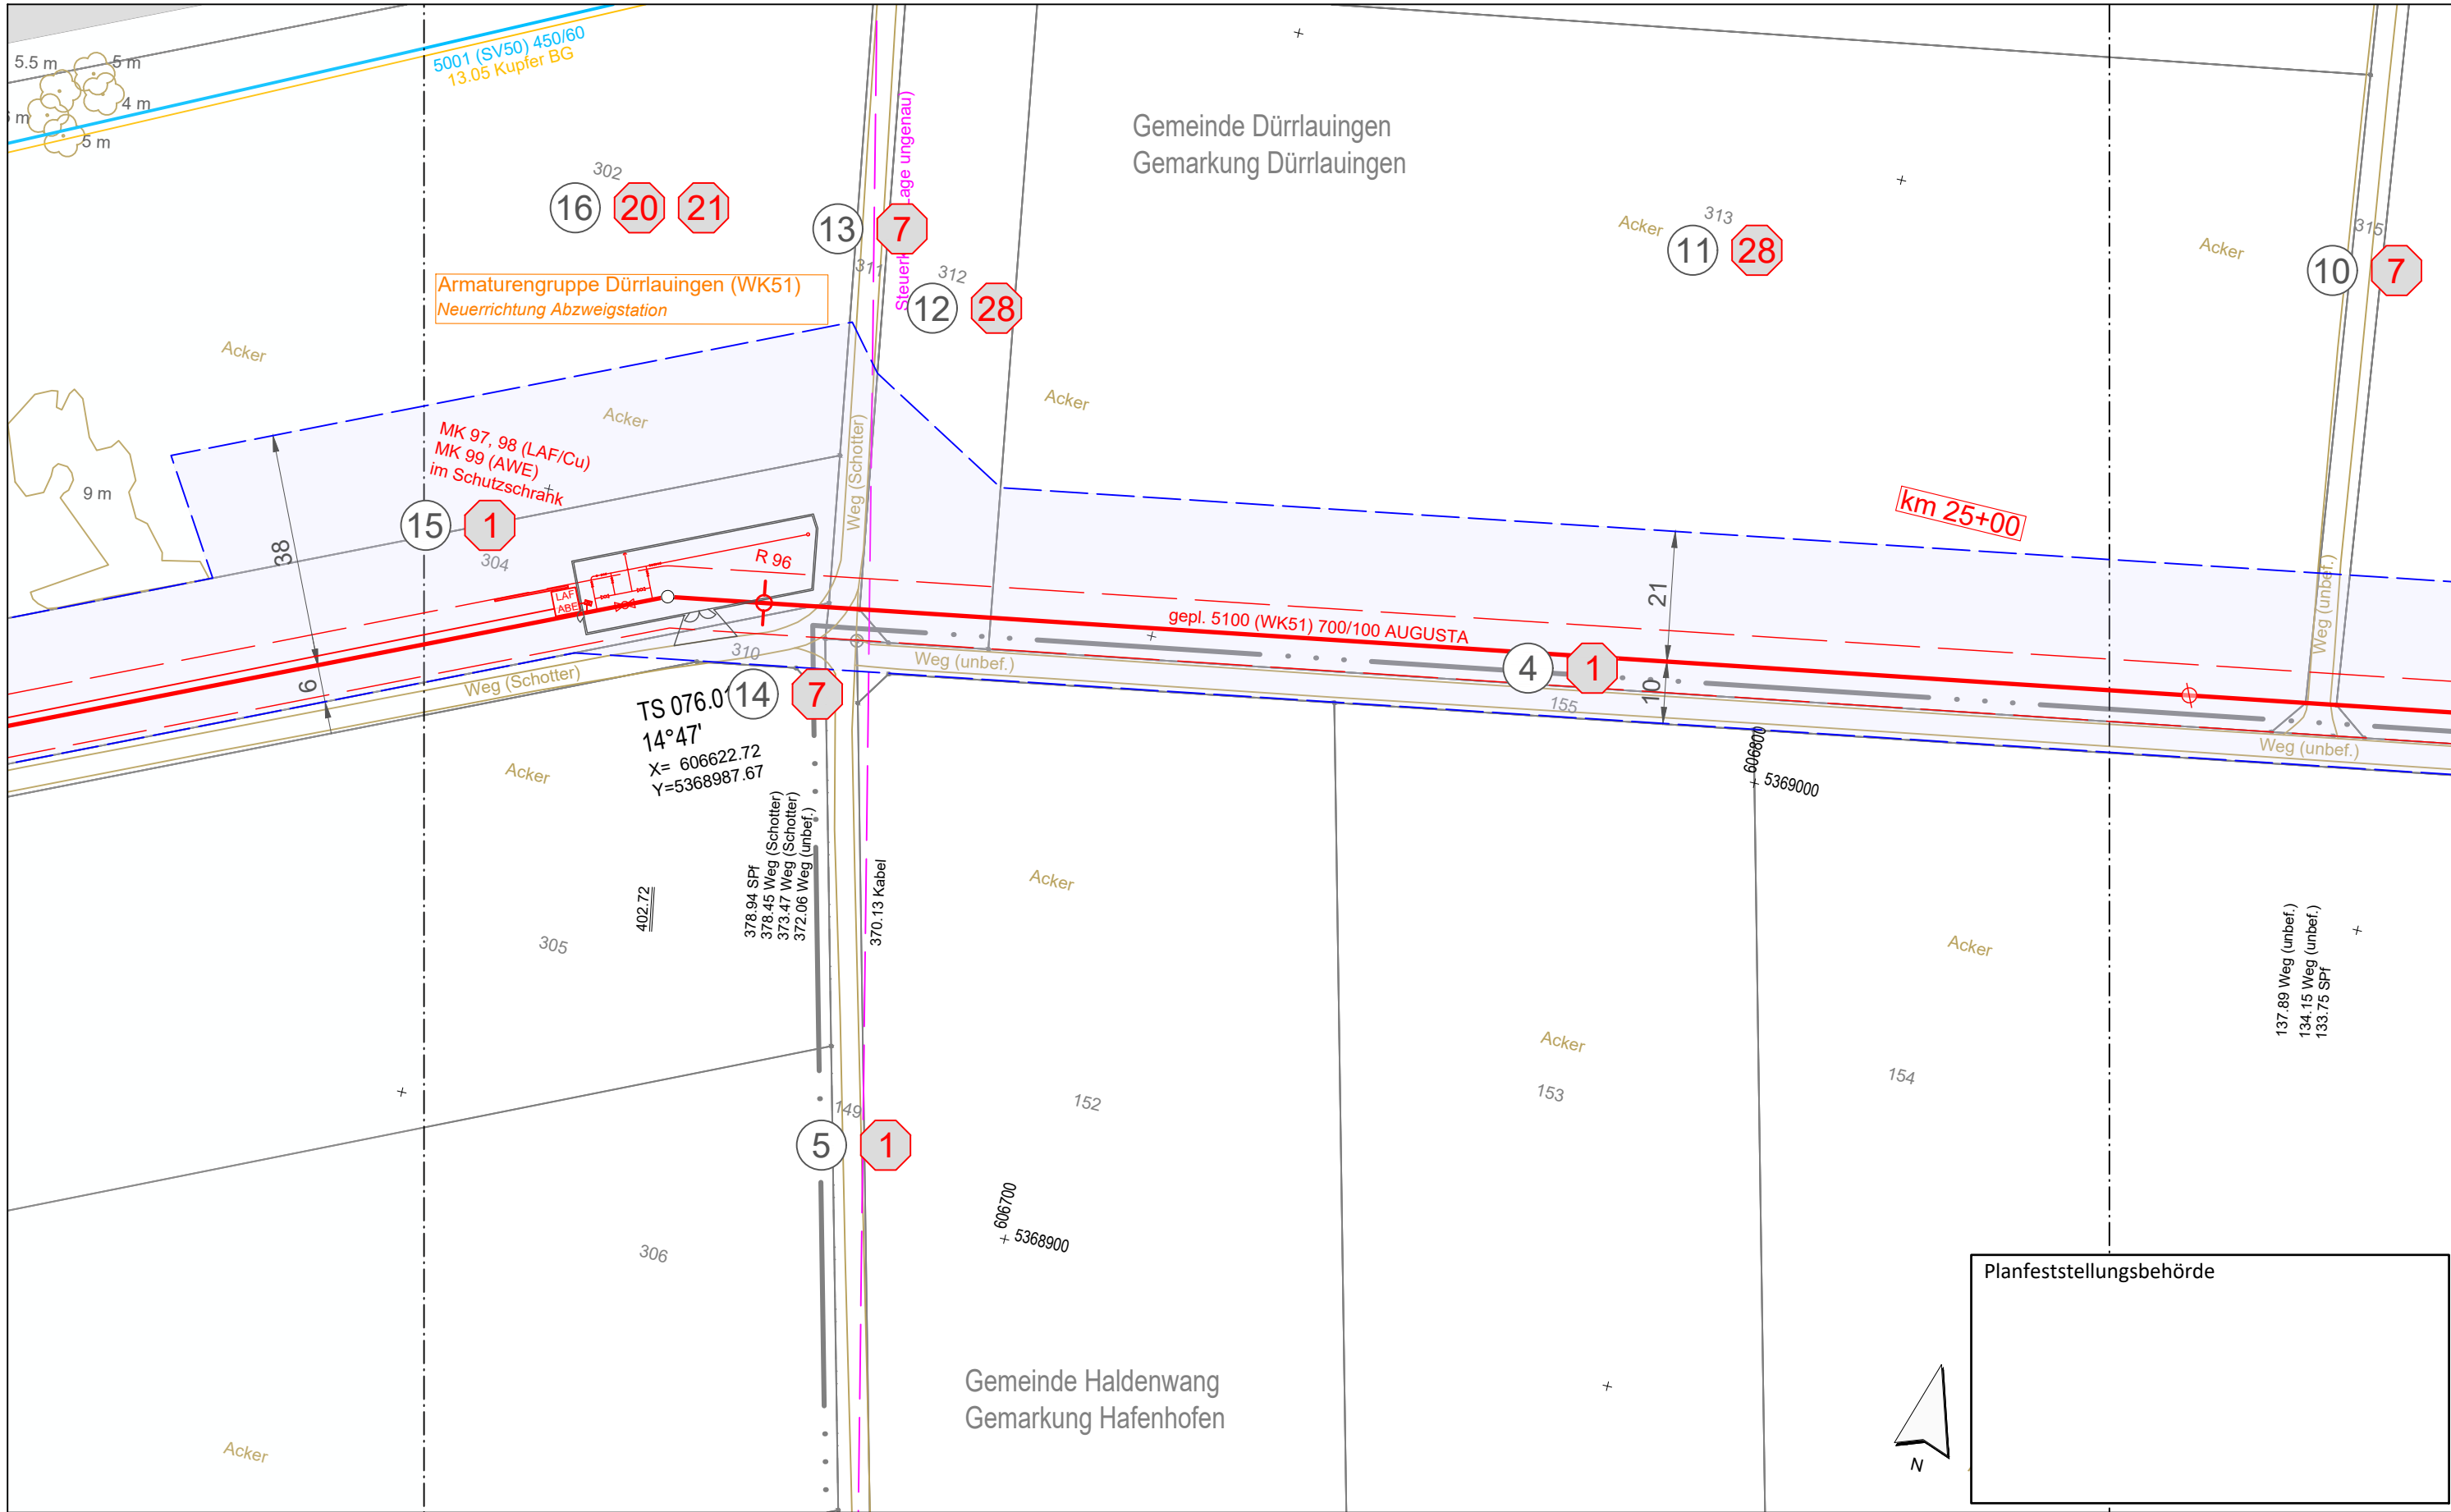 5.5 m
5 m
4 m
m
5 m
5001 (SV50) 450/60
13.05 Kupfer BG
302
16
20
21
Armaturengruppe Dürrlauingen (WK51)
Neuerrichtung Abzweigstation
13
7
311
312
12
28
Gemeinde Dürrlauingen
Gemarkung Dürrlauingen
Acker
313
11
28
Acker
315
10
7
Acker
Acker
Acker
MK 97, 98 (LAF/Cu)
MK 99 (AWE)
im Schutzschrank
9 m
15
1
304
38
6
LAF
ABE
R 96
Weg (Schotter)
km 25+00
21
10
gepl. 5100 (WK51) 700/100 AUGUSTA
4
1
155
Weg (unbef.)
Weg (unbef.)
Weg (unbef.)
310
Weg (Schotter)
14
7
14°47'
X= 606622.72
Y=5368987.67
Acker
402.72
378.94 SPf
378.45 Weg (Schotter)
373.47 Weg (Schotter)
372.06 Weg (unbef.)
370.13 Kabel
606800
5369000
Acker
Acker
137.89 Weg (unbef.)
134.15 Weg (unbef.)
133.75 SPf
305
149
5
1
152
Acker
153
154
306
606700
5368900
Gemeinde Haldenwang
Gemarkung Hafenhofen
Acker
N
Planfeststellungsbehörde